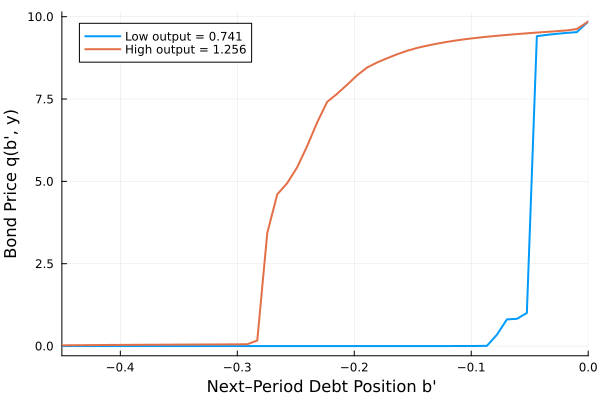 Low output = 0.741
High output = 1.256
Bond Price q(b', y)
10.0
7.5
5.0
2.5
0.0
−0.4
−0.3
−0.2
−0.1
0.0
Next–Period Debt Position b'